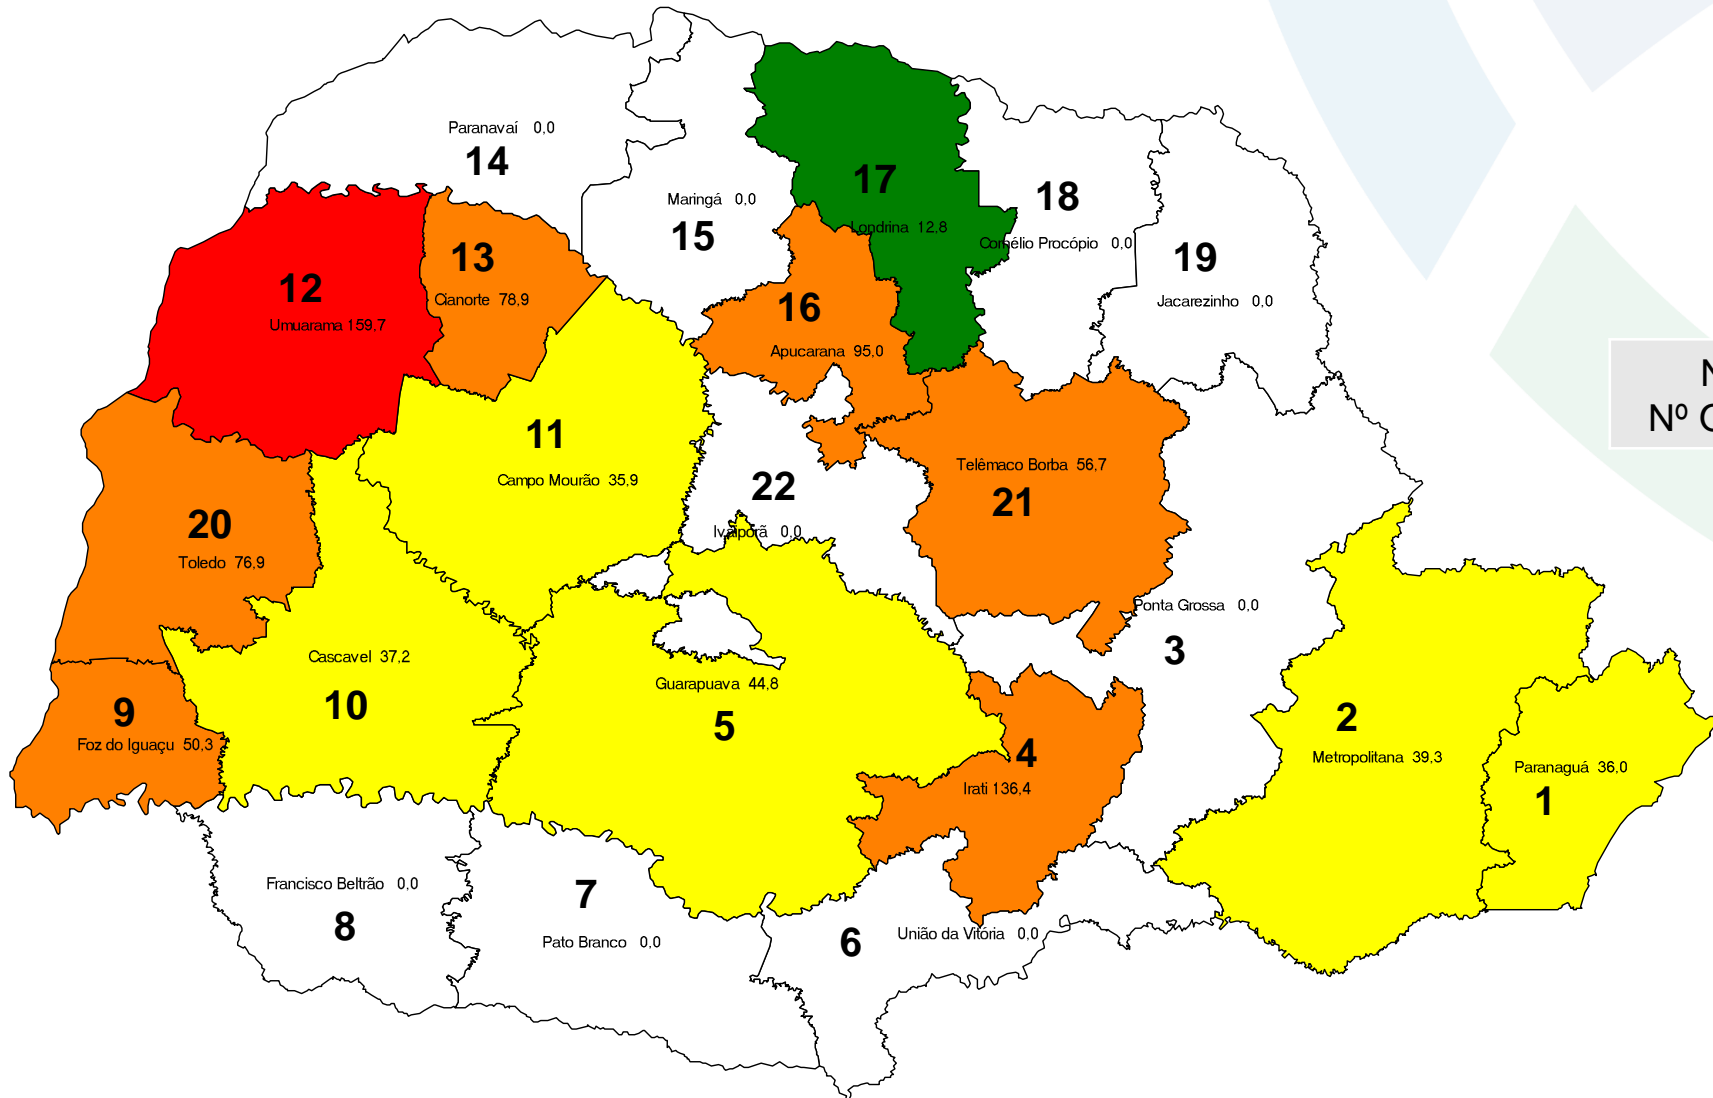 Paranavaí 0,0
14
Maringá 0,0
15
17
Londrina 12,8
18
Cornélio Procópio 0,0
19
Jacarezinho 0,0
12
Umuarama 159,7
13
Cianorte 78,9
16
Apucarana 95,0
11
Campo Mourão 35,9
22
Ivaiporã 0,0
Telêmaco Borba 56,7
21
20
Toledo 76,9
Ponta Grossa 0,0
3
Cascavel 37,2
10
9
Foz do Iguaçu 50,3
Guarapuava 44,8
5
4
Irati 136,4
2
Metropolitana 39,3
Paranaguá 36,0
1
Francisco Beltrão 0,0
8
7
Pato Branco 0,0
6
União da Vitória 0,0
N
Nº